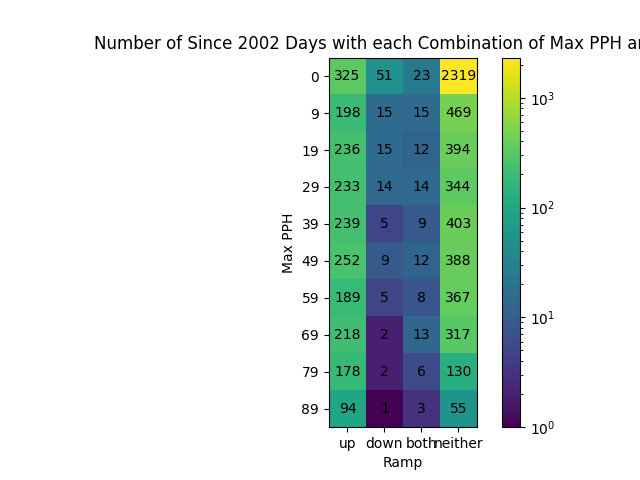 Number of Since 2002 Days with each Combination of Max PPH
0 325 51 23 2319
9 198 15 15 469
19 236 15 12 394
29 233 14 14 344
39 239 5 9 403
49 252 9 12 388
59 189 5 8 367
69 218 2 13 317
79 178 2 6 130
89 94 1 3 55
up down both neither
Ramp
Max PPH
10³
10²
10¹
10⁰